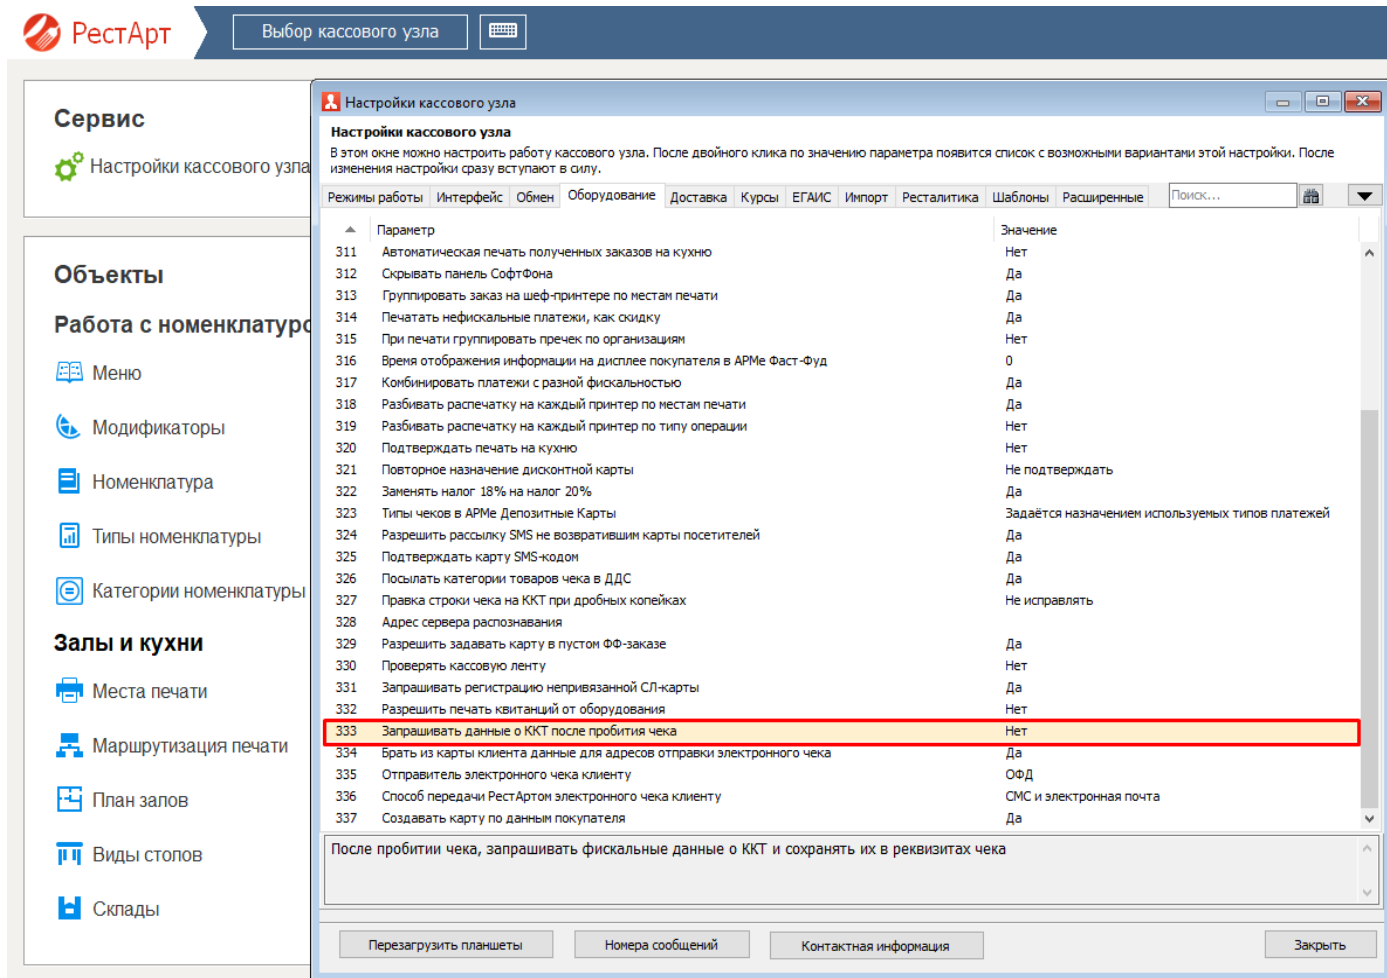 РестАрт
Выбор кассового узла
Сервис
Настройки кассового узла
Объекты
Работа с номенклатуро
Меню
Модификаторы
Номенклатура
Типы номенклатуры
Категории номенклатуры
Залы и кухни
Места печати
Маршрутизация печати
План залов
Виды столов
Склады
Настройки кассового узла
Настройки кассового узла
В этом окне можно настроить работу кассового узла. После двойного клика по значению параметра появится список с возможными вариантами этой настройки. После
изменения настройки сразу вступают в силу.
Режимы работы Интерфейс Обмен Оборудование Доставка Курсы ЕГАИС Импорт Ресталитика Шаблоны Расширенные Поиск...
Параметр Значение
311 Автоматическая печать полученных заказов на кухню Нет
312 Скрывать панель СофтФона Да
313 Группировать заказ на шеф-принтере по местам печати Да
314 Печатать нефискальные платежи, как скидку Да
315 При печати группировать пречек по организациям Нет
316 Время отображения информации на дисплее покупателя в АРМе Фаст-Фуд 0
317 Комбинировать платежи с разной фискальностью Да
318 Разбивать распечатку на каждый принтер по местам печати Да
319 Разбивать распечатку на каждый принтер по типу операции Нет
320 Подтверждать печать на кухню Нет
321 Повторное назначение дисконтной карты Не подтверждать
322 Заменять налог 18% на налог 20% Да
323 Типы чеков в АРМе Депозитные Карты Задаётся назначением используемых типов платежей
324 Разрешить рассылку SMS не возвратившим карты посетителей Да
325 Подтверждать карту SMS-кодом Да
326 Посылать категории товаров чека в ДДС Да
327 Правка строки чека на ККТ при дробных копейках Не исправлять
328 Адрес сервера распознавания
329 Разрешить задавать карту в пустом ФФ-заказе Да
330 Проверять кассовую ленту Нет
331 Запрашивать регистрацию непривязанной СЛ-карты Да
332 Разрешить печать квитанций от оборудования Нет
333 Запрашивать данные о ККТ после пробития чека Нет
334 Брать из карты клиента данные для адресов отправки электронного чека Да
335 Отправитель электронного чека клиенту ОФД
336 Способ передачи РестАртом электронного чека клиенту СМС и электронная почта
337 Создавать карту по данным покупателя Да
После пробитии чека, запрашивать фискальные данные о ККТ и сохранять их в реквизитах чека
Перезагрузить планшеты Номера сообщений Контактная информация Закрыть